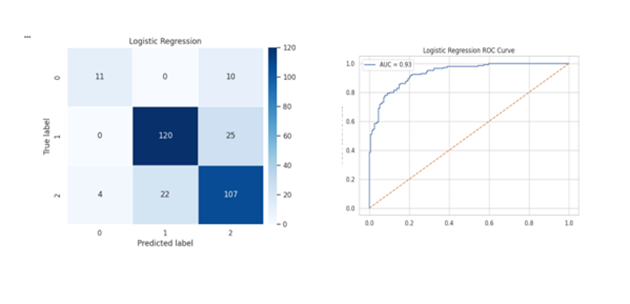 ...
Logistic Regression
0 11 0 10
1 0 120 25
2 4 22 107
0 1 2
True label
Predicted label
120
100
80
60
40
20
0
Logistic Regression ROC Curve
AUC = 0.93
1.0
0.8
0.6
0.4
0.2
0.0
0.0 0.2 0.4 0.6 0.8 1.0